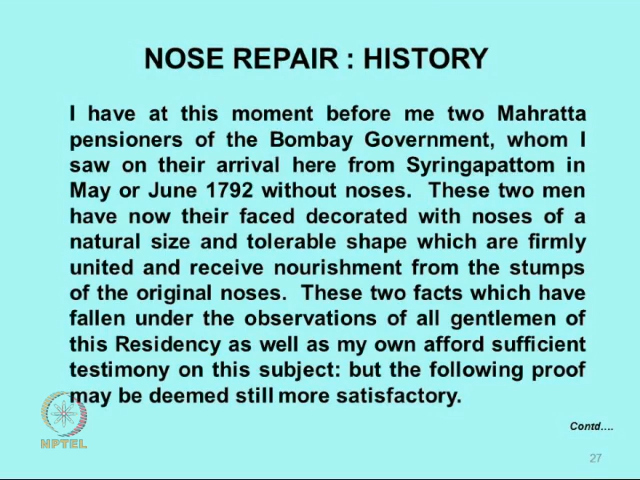 NOSE REPAIR : HISTORY
I have at this moment before me two Mahratta
pensioners of the Bombay Government, whom I
saw on their arrival here from Syringapattom in
May or June 1792 without noses. These two men
have now their faced decorated with noses of a
natural size and tolerable shape which are firmly
united and receive nourishment from the stumps
of the original noses. These two facts which have
fallen under the observations of all gentlemen of
this Residency as well as my own afford sufficient
testimony on this subject: but the following proof
may be deemed still more satisfactory.
Contd....
NPTEL
27